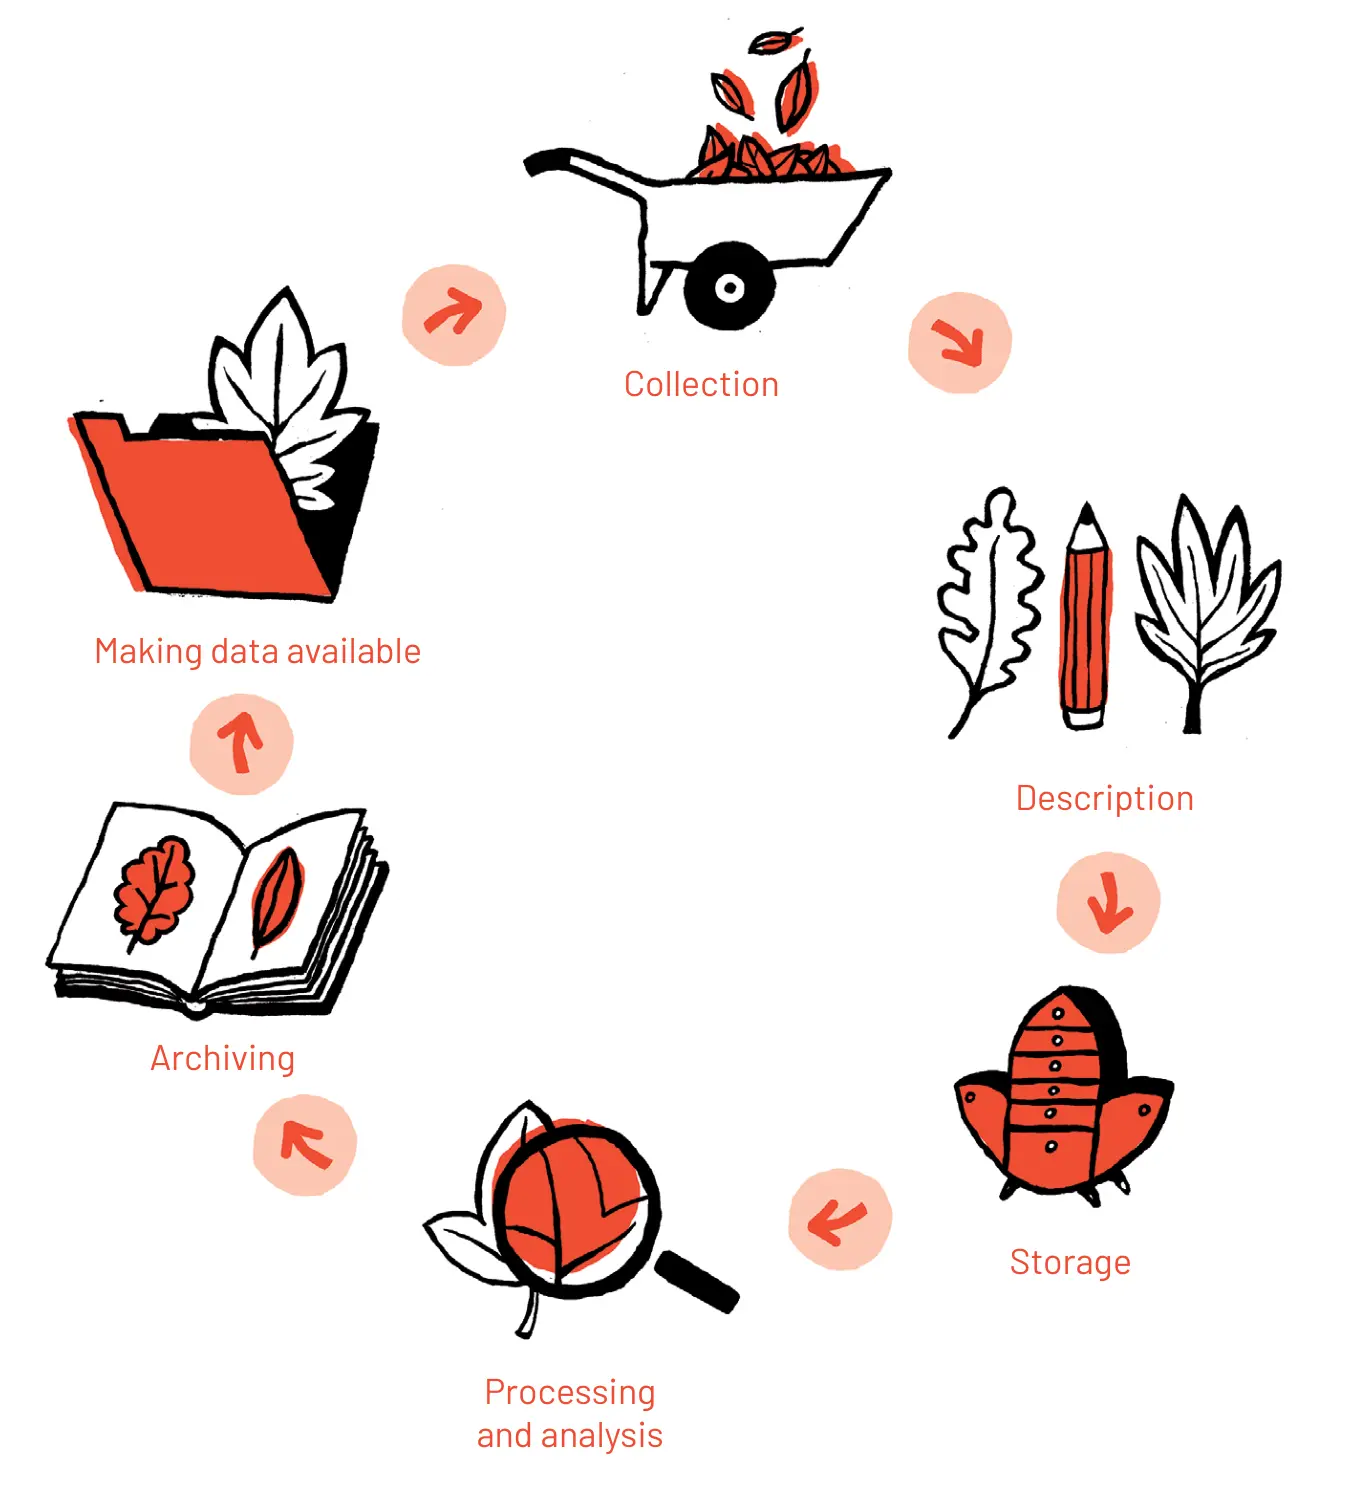 Collection
Description
Storage
Processing
and analysis
Archiving
Making data available